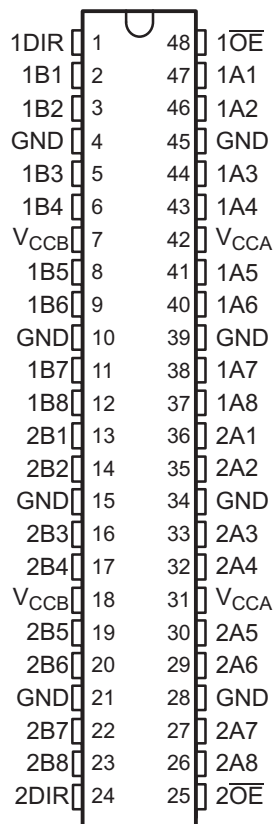 1DIR 1 48 1O̅E̅
1B1 2 47 1A1
1B2 3 46 1A2
GND 4 45 GND
1B3 5 44 1A3
1B4 6 43 1A4
VCCB 7 42 VCCA
1B5 8 41 1A5
1B6 9 40 1A6
GND 10 39 GND
1B7 11 38 1A7
1B8 12 37 1A8
2B1 13 36 2A1
2B2 14 35 2A2
GND 15 34 GND
2B3 16 33 2A3
2B4 17 32 2A4
VCCB 18 31 VCCA
2B5 19 30 2A5
2B6 20 29 2A6
GND 21 28 GND
2B7 22 27 2A7
2B8 23 26 2A8
2DIR 24 25 2O̅E̅